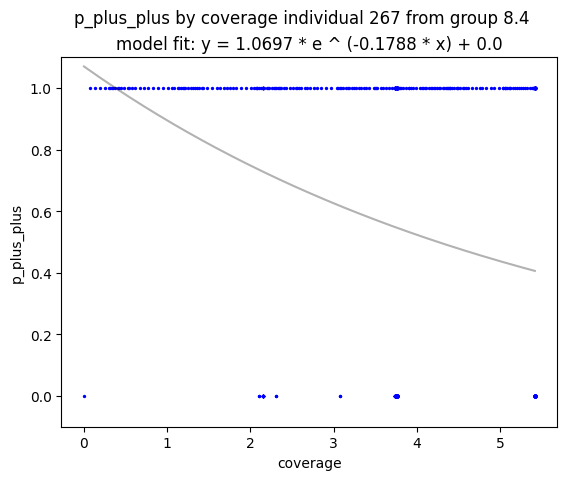 p_plus_plus by coverage individual 267 from group 8.4
model fit: y = 1.0697 * e ^ (-0.1788 * x) + 0.0
1.0
0.8
0.6
0.4
0.2
0.0
p_plus_plus
0 1 2 3 4 5
coverage